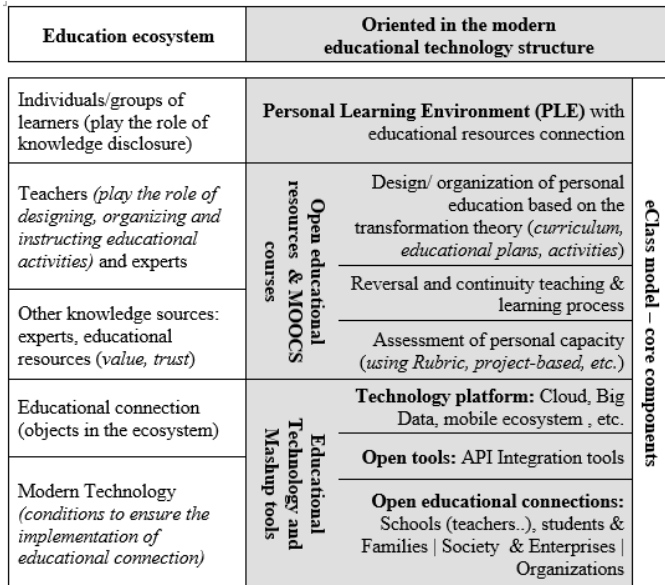 Education ecosystem
Oriented in the modern
educational technology structure
Individuals/groups of
learners (play the role of
knowledge disclosure)
Personal Learning Environment (PLE) with
educational resources connection
Teachers (play the role of
designing, organizing and
instructing educational
activities) and experts
Other knowledge sources:
experts, educational
resources (value, trust)
Open educational
resources & MOOCS
courses
Design/ organization of personal
education based on the
transformation theory (curriculum,
educational plans, activities)
Reversal and continuity teaching &
learning process
Assessment of personal capacity
(using Rubric, project-based, etc.)
Educational connection
(objects in the ecosystem)
Modern Technology
(conditions to ensure the
implementation of
educational connection)
Educational
Technology and
Mashup tools
Technology platform: Cloud, Big
Data, mobile ecosystem , etc.
Open tools: API Integration tools
Open educational connections:
Schools (teachers..), students &
Families | Society & Enterprises |
Organizations
eClass model – core components